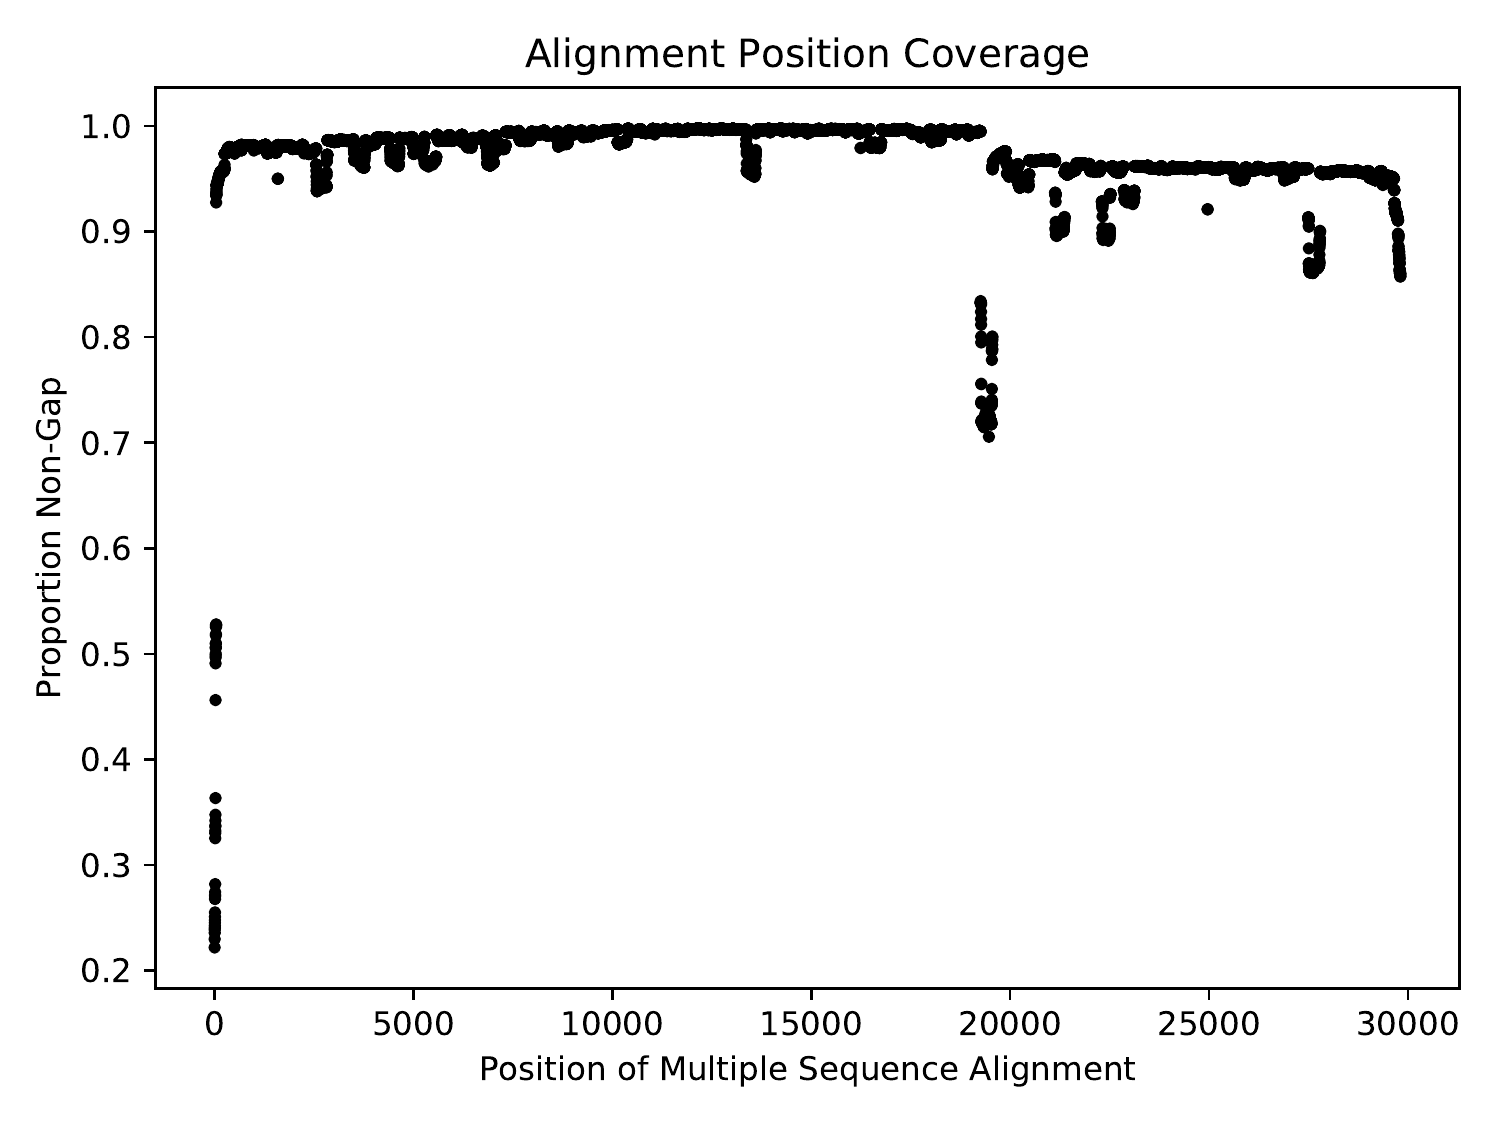 Alignment Position Coverage
Proportion Non-Gap
1.0
0.9
0.8
0.7
0.6
0.5
0.4
0.3
0.2
0 5000 10000 15000 20000 25000 30000
Position of Multiple Sequence Alignment